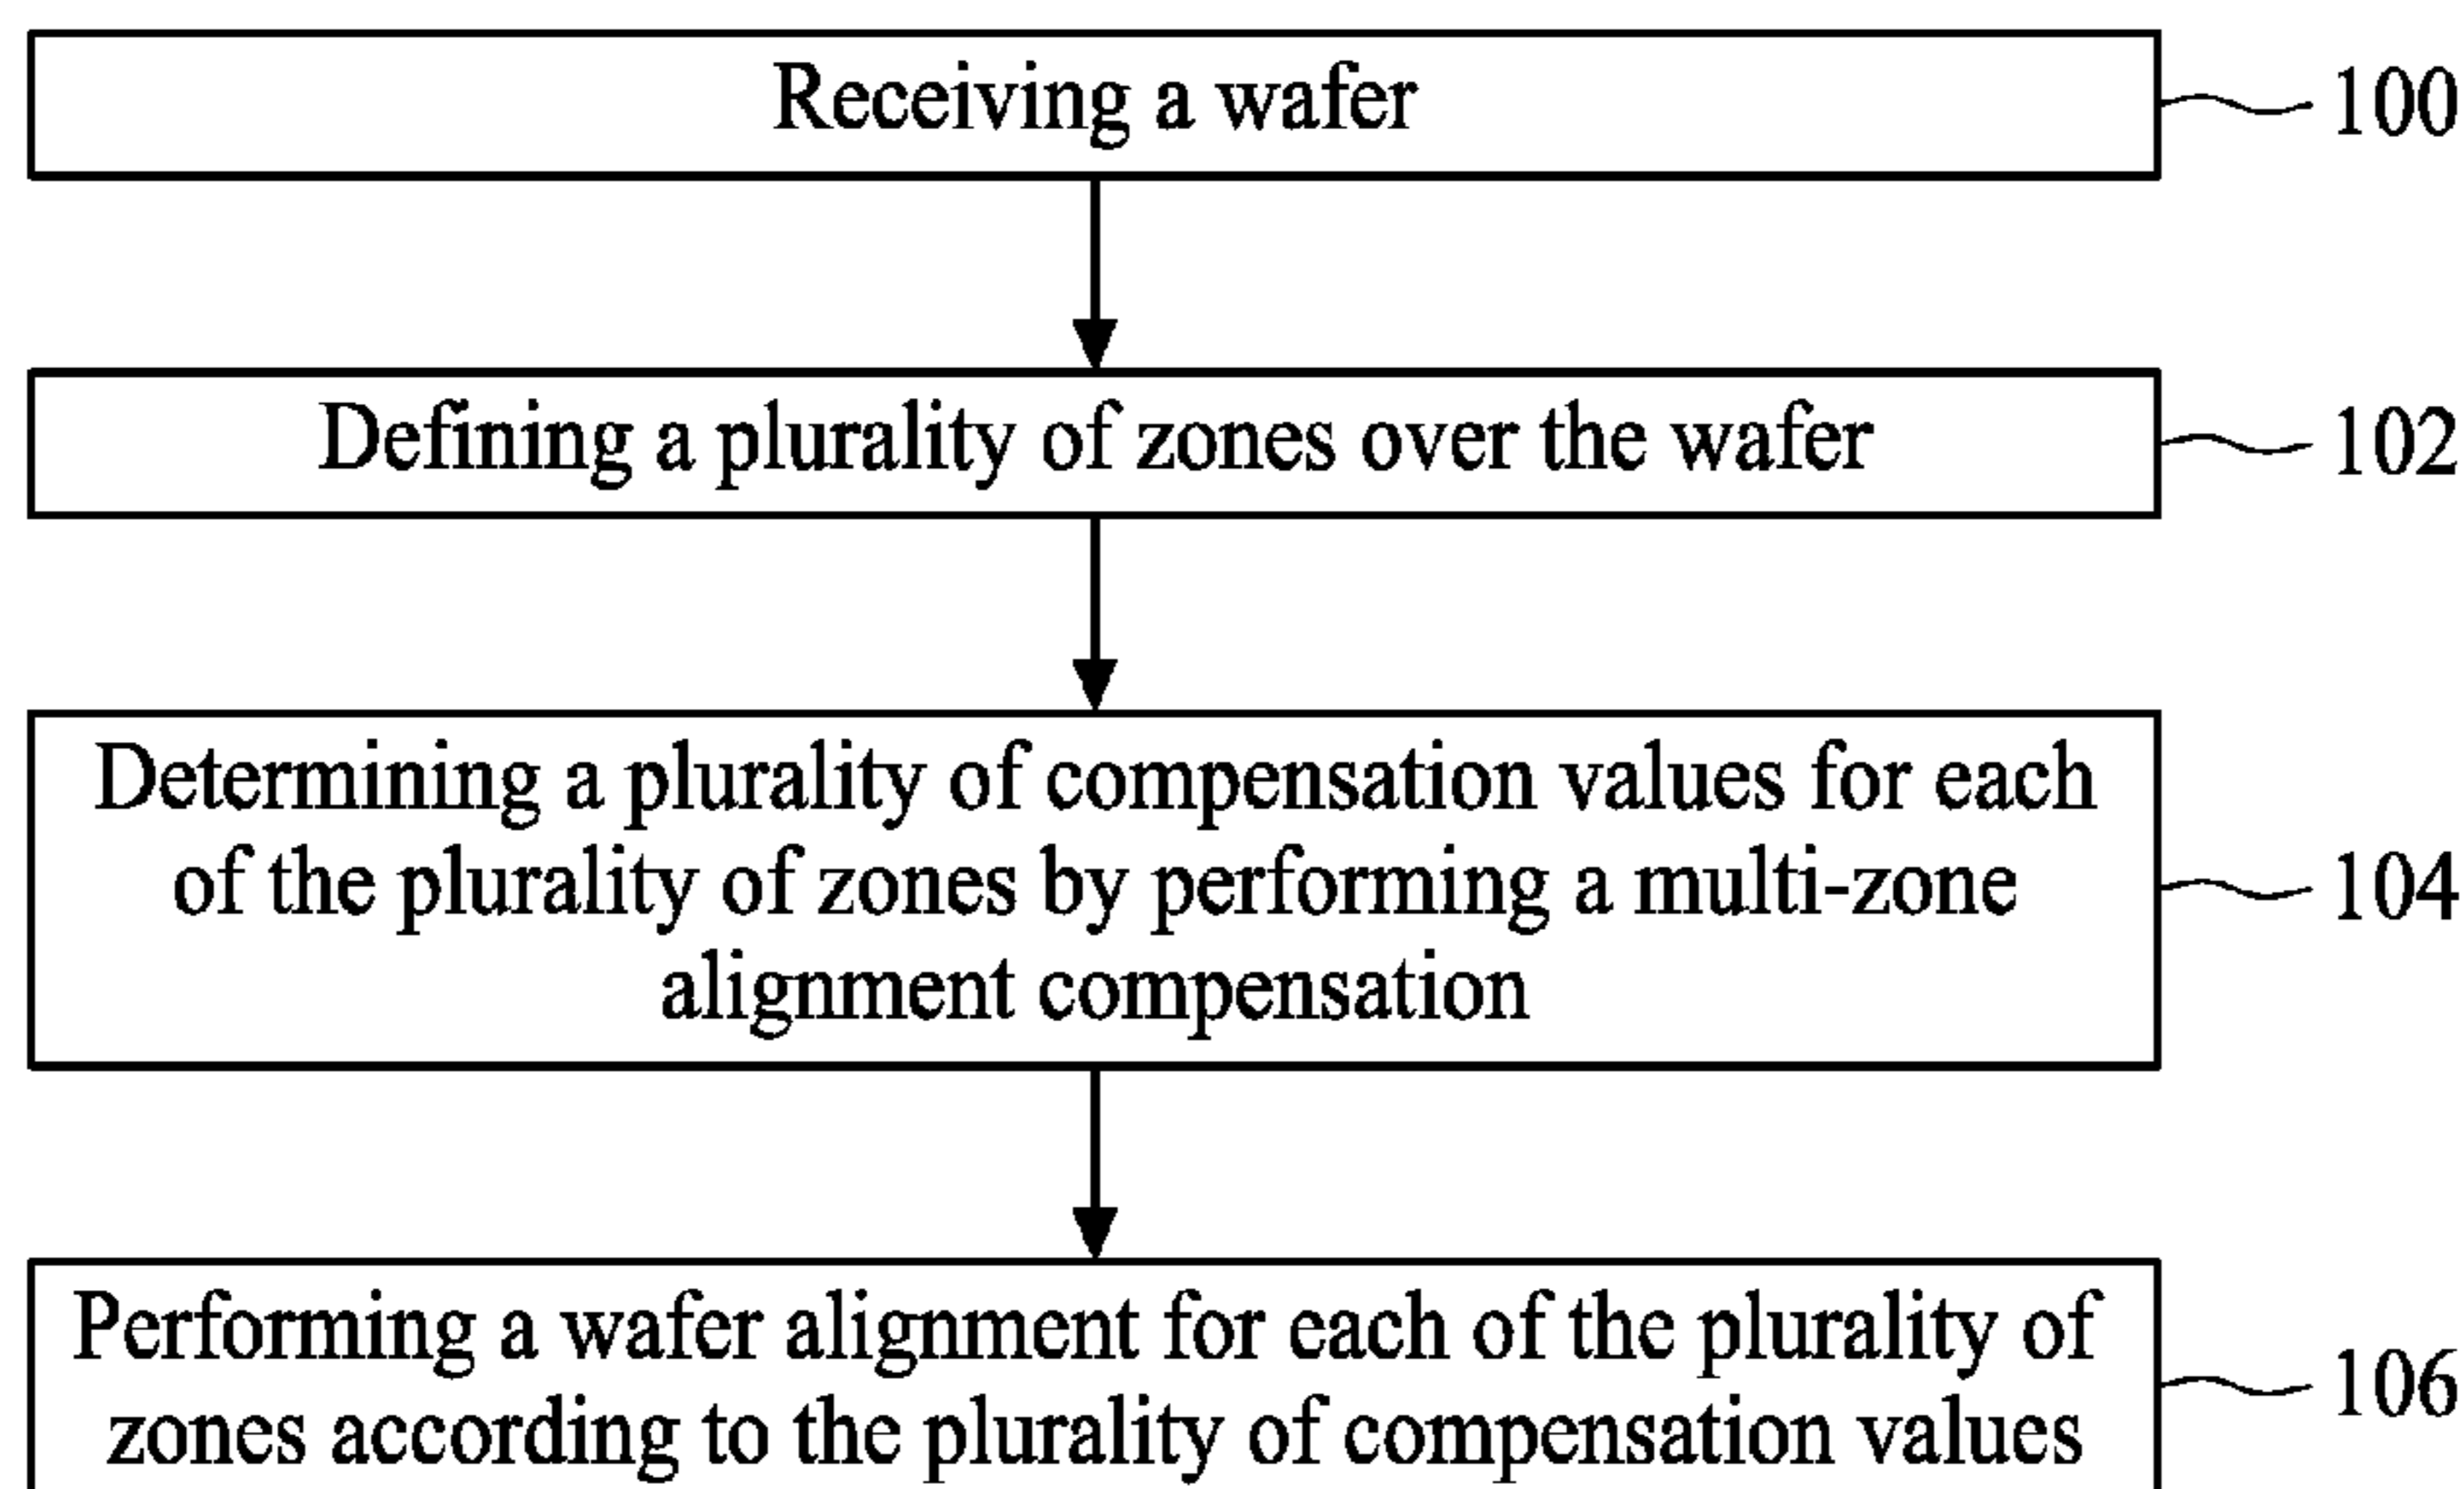 Receiving a wafer
100
Defining a plurality of zones over the wafer
102
Determining a plurality of compensation values for each
of the plurality of zones by performing a multi-zone
alignment compensation
104
Performing a wafer alignment for each of the plurality of
zones according to the plurality of compensation values
106